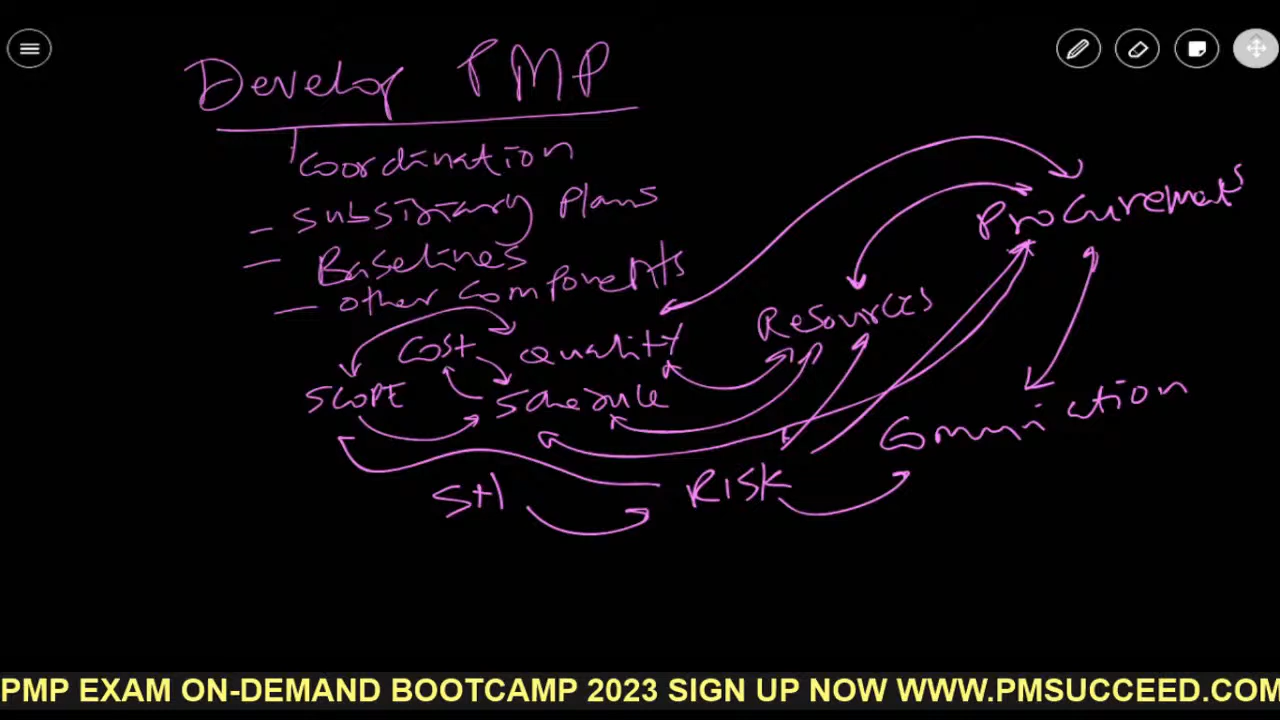 Develop PMP
Coordination
- Subsidiary Plans
- Baselines
- Other Components
Procurements
Resources
Cost Quality
SCOPE Schedule
Communication
StH RISK
PMP EXAM ON-DEMAND BOOTCAMP 2023 SIGN UP NOW WWW.PMSUCCEED.COM